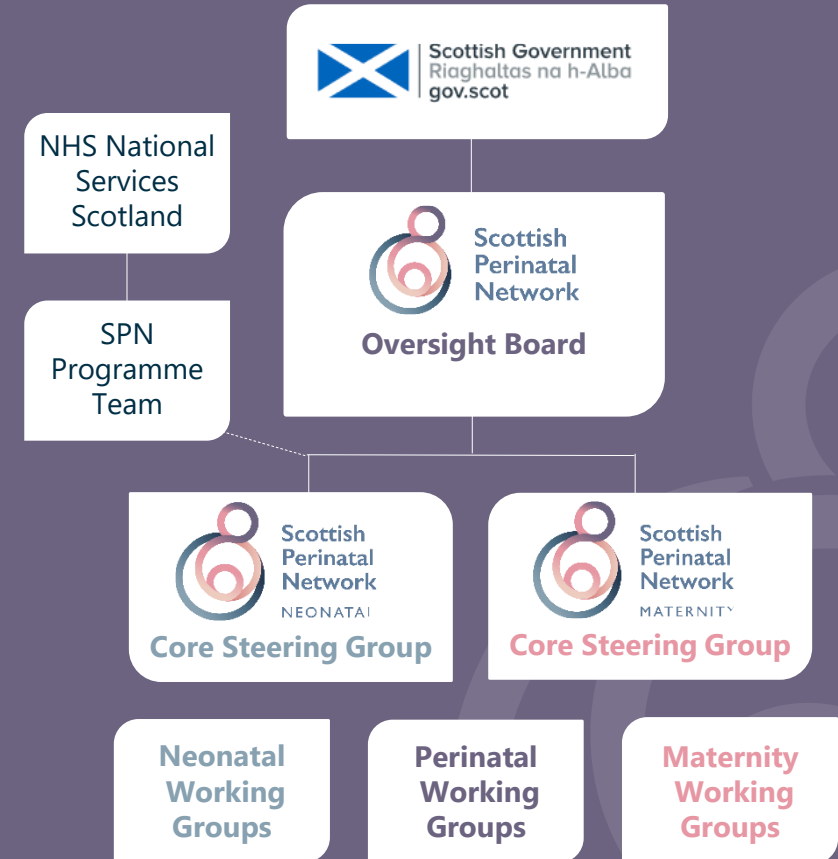 Scottish Government
Riaghaltas na h-Alba
gov.scot
NHS National
Services
Scotland
Scottish
Perinatal
Network
Oversight Board
SPN
Programme
Team
Scottish
Perinatal
Network
NEONATAL
Core Steering Group
Scottish
Perinatal
Network
MATERNITY
Core Steering Group
Neonatal
Working
Groups
Perinatal
Working
Groups
Maternity
Working
Groups